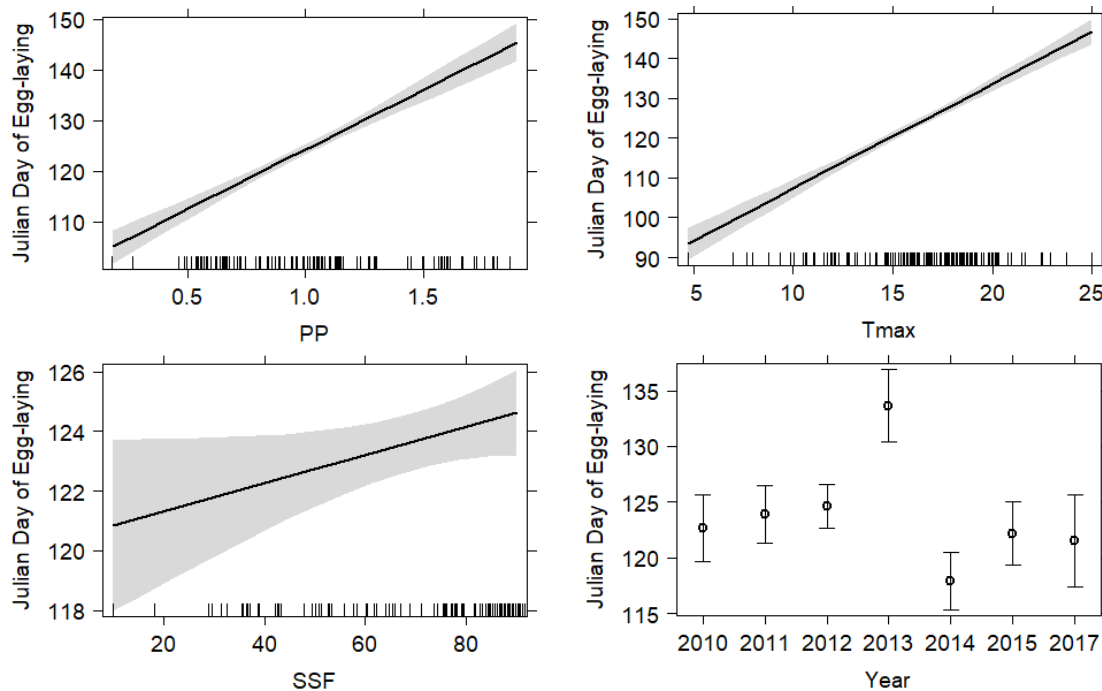 Julian Day of Egg-laying
150
140
130
120
110
0.5 1.0 1.5
PP
Julian Day of Egg-laying
150
140
130
120
110
100
90
5 10 15 20 25
Tmax
Julian Day of Egg-laying
126
124
122
120
118
20 40 60 80
SSF
Julian Day of Egg-laying
135
130
125
120
115
2010 2011 2012 2013 2014 2015 2017
Year